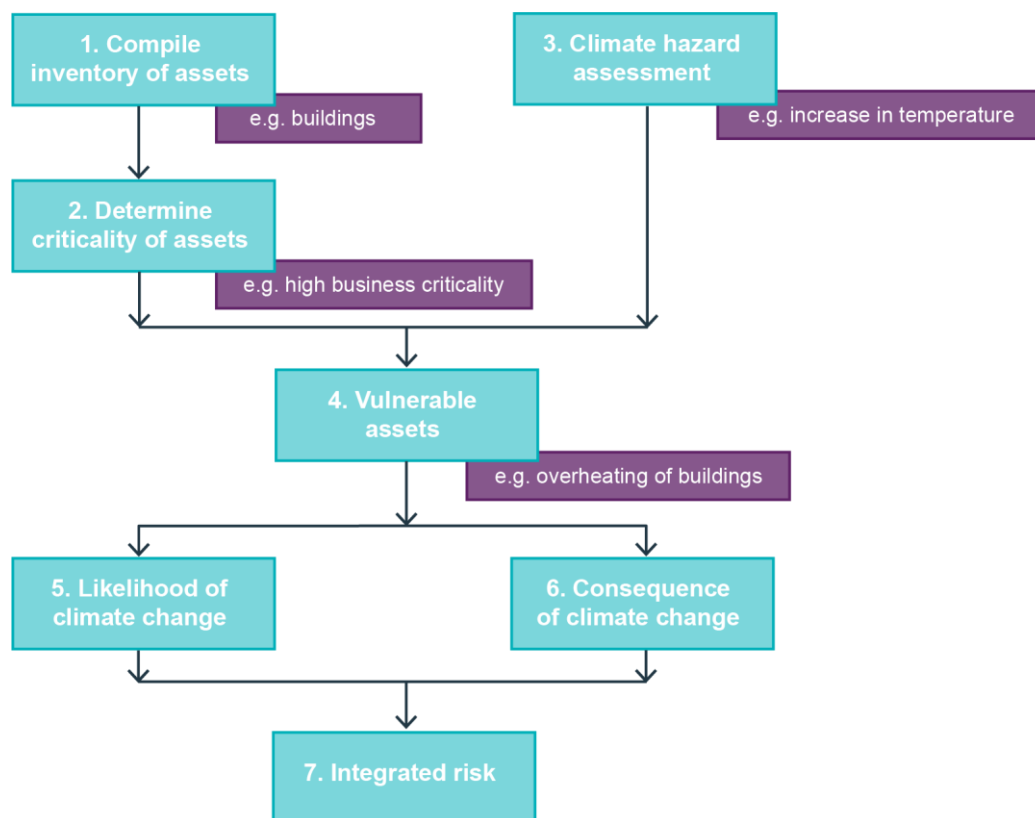 1. Compile
inventory of assets
e.g. buildings
3. Climate hazard
assessment
e.g. increase in temperature
2. Determine
criticality of assets
e.g. high business criticality
4. Vulnerable
assets
e.g. overheating of buildings
5. Likelihood of
climate change
6. Consequence
of climate change
7. Integrated risk